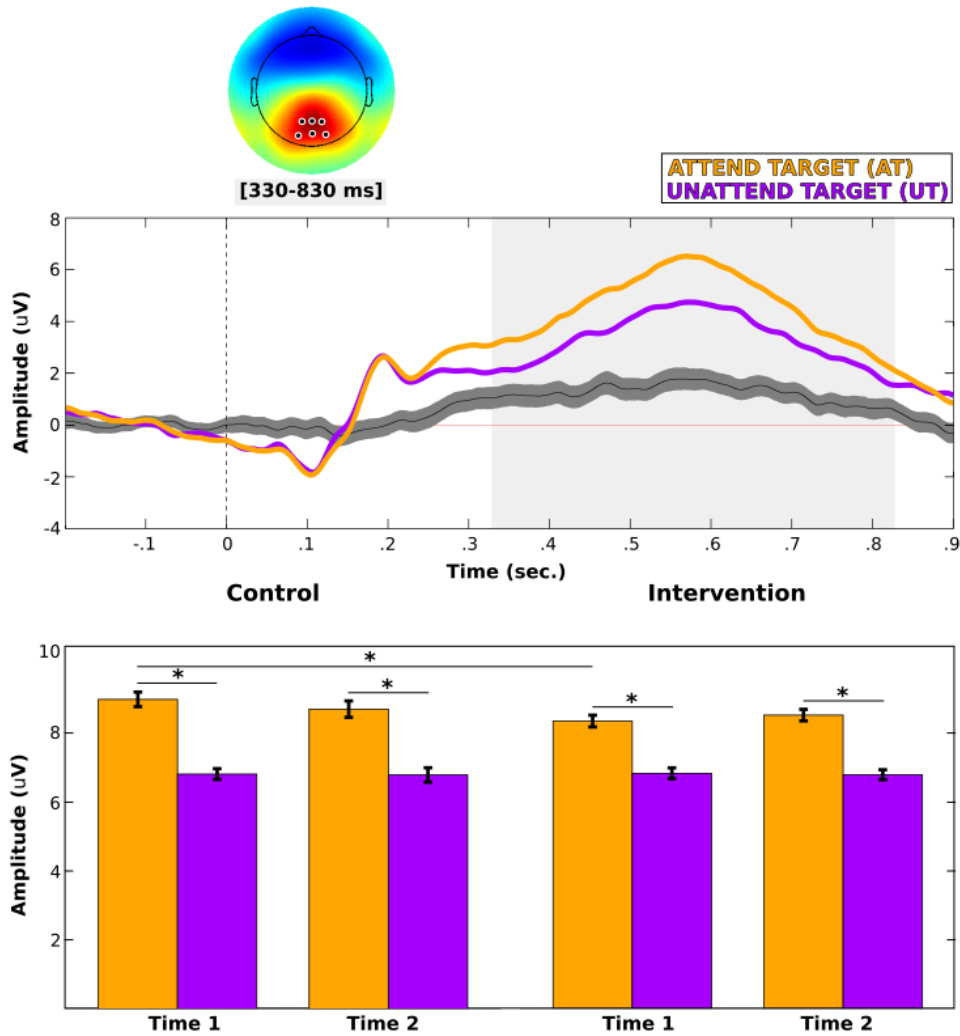 [330-830 ms]
ATTEND TARGET (AT)
UNATTEND TARGET (UT)
8
6
4
2
0
-2
-4
Amplitude (uV)
-.1 0 .1 .2 .3 .4 .5 .6 .7 .8 .9
Time (sec.)
Control Intervention
10
8
6
4
2
Amplitude (uV)
* * * * *
Time 1 Time 2 Time 1 Time 2